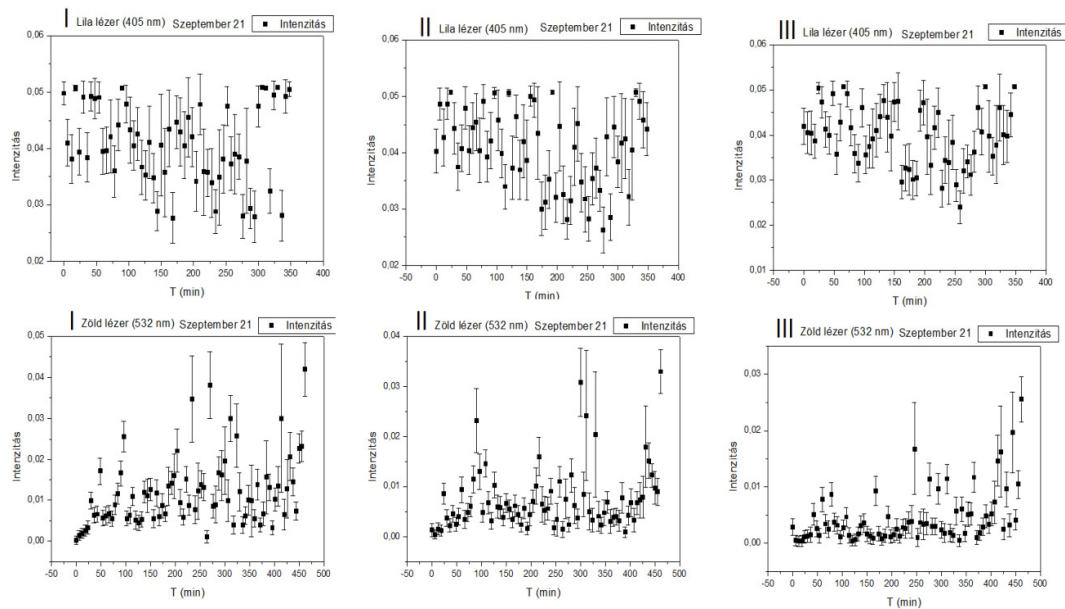 I Lila lézer (405 nm) Szeptember 21 Intenzitás
0,06
0,05
0,04
0,03
0,02
Intenzitás
-50 0 50 100 150 200 250 300 350 400
T (min)
II Lila lézer (405 nm) Szeptember 21 Intenzitás
0,06
0,05
0,04
0,03
0,02
Intenzitás
-50 0 50 100 150 200 250 300 350 400
T (min)
III Lila lézer (405 nm) Szeptember 21 Intenzitás
0,06
0,05
0,04
0,03
0,02
0,01
Intenzitás
-50 0 50 100 150 200 250 300 350 400
T (min)
I Zöld lézer (532 nm) Szeptember 21 Intenzitás
0,05
0,04
0,03
0,02
0,01
0,00
Intenzitás
-50 0 50 100 150 200 250 300 350 400 450 500
T (min)
II Zöld lézer (532 nm) Szeptember 21 Intenzitás
0,04
0,03
0,02
0,01
0,00
Intenzitás
-50 0 50 100 150 200 250 300 350 400 450 500
T (min)
III Zöld lézer (532 nm) Szeptember 21 Intenzitás
0,04
0,03
0,02
0,01
0,00
Intenzitás
-50 0 50 100 150 200 250 300 350 400 450 500
T (min)